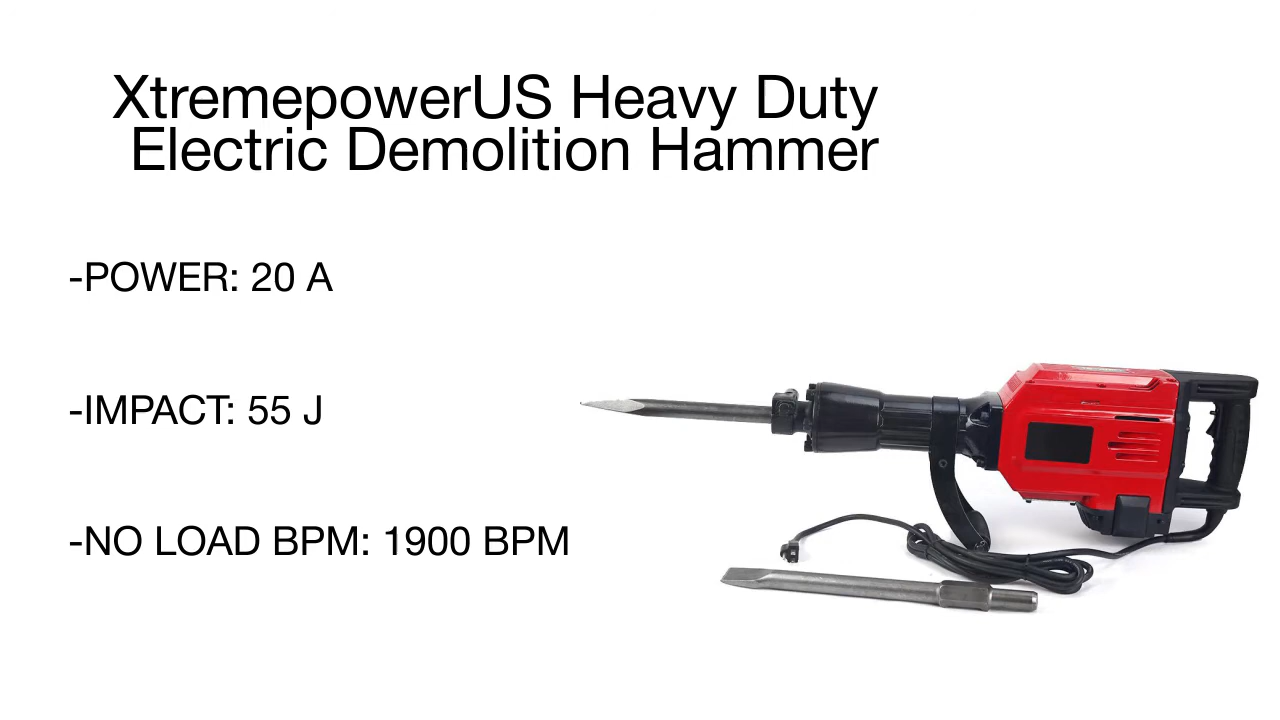 XtremepowerUS Heavy Duty
Electric Demolition Hammer
-POWER: 20 A
-IMPACT: 55 J
-NO LOAD BPM: 1900 BPM